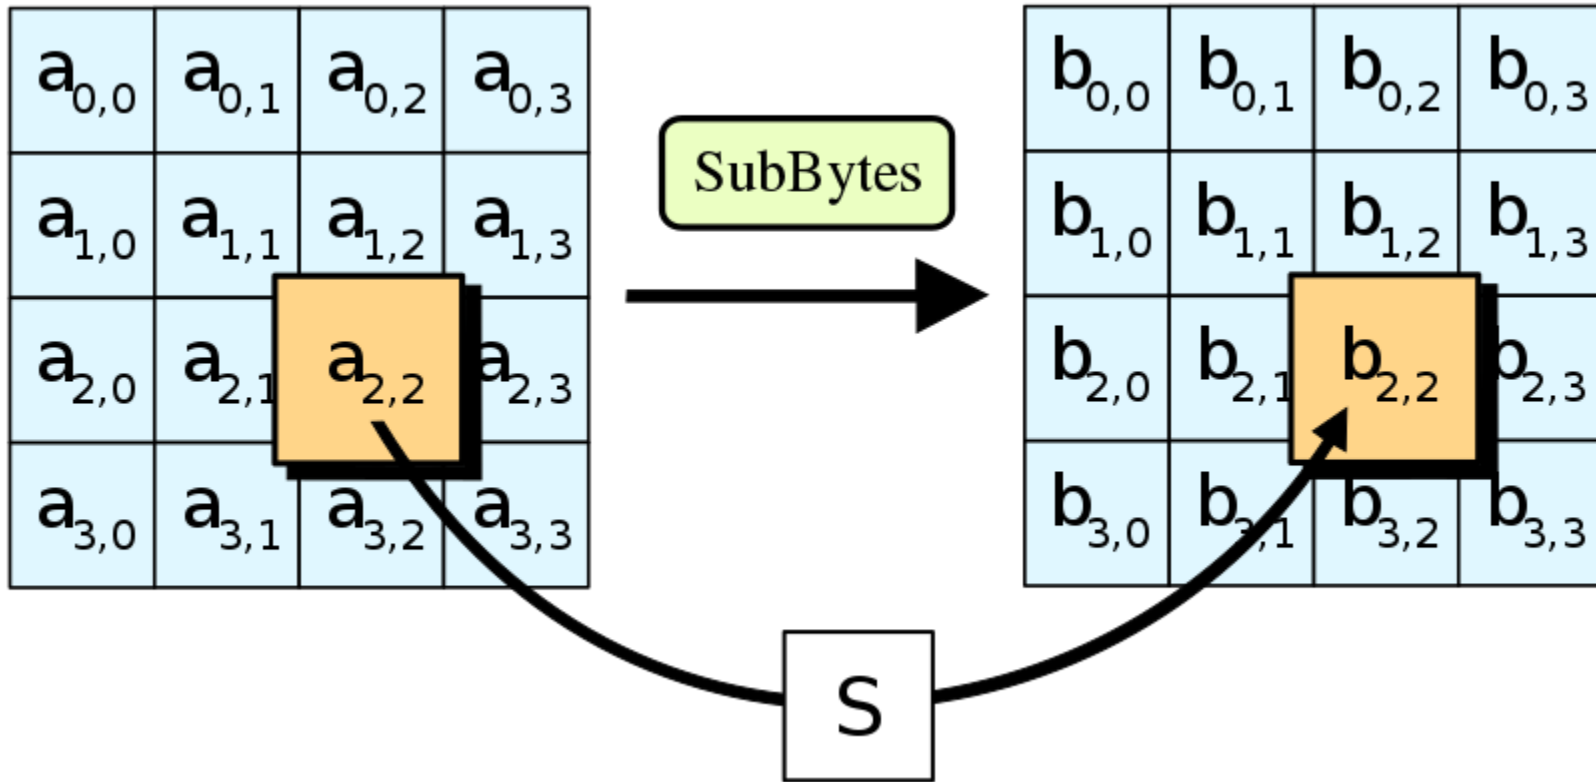 a0,0 a0,1 a0,2 a0,3
b0,0 b0,1 b0,2 b0,3
SubBytes
a1,0 a1,1 a1,2 a1,3
b1,0 b1,1 b1,2 b1,3
a2,0 a2,1 a2,2 a2,3
b2,0 b2,1 b2,2 b2,3
a3,0 a3,1 a3,2 a3,3
b3,0 b3,1 b3,2 b3,3
S